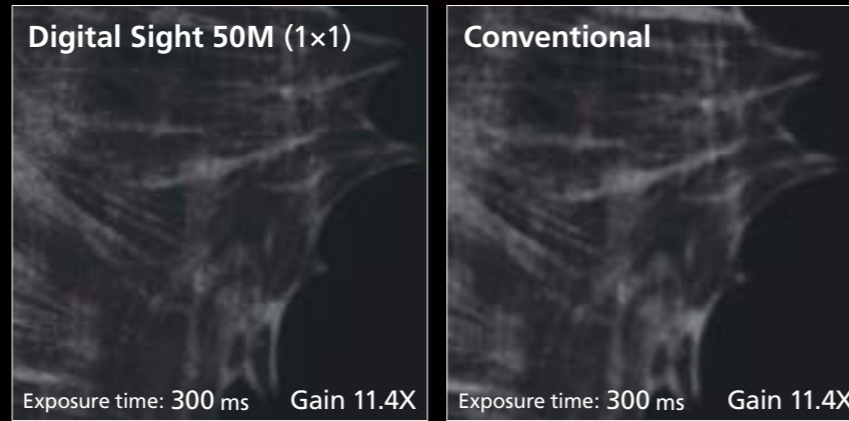 Digital Sight 50M (1×1)
Exposure time: 300 ms Gain 11.4X
Conventional
Exposure time: 300 ms Gain 11.4X